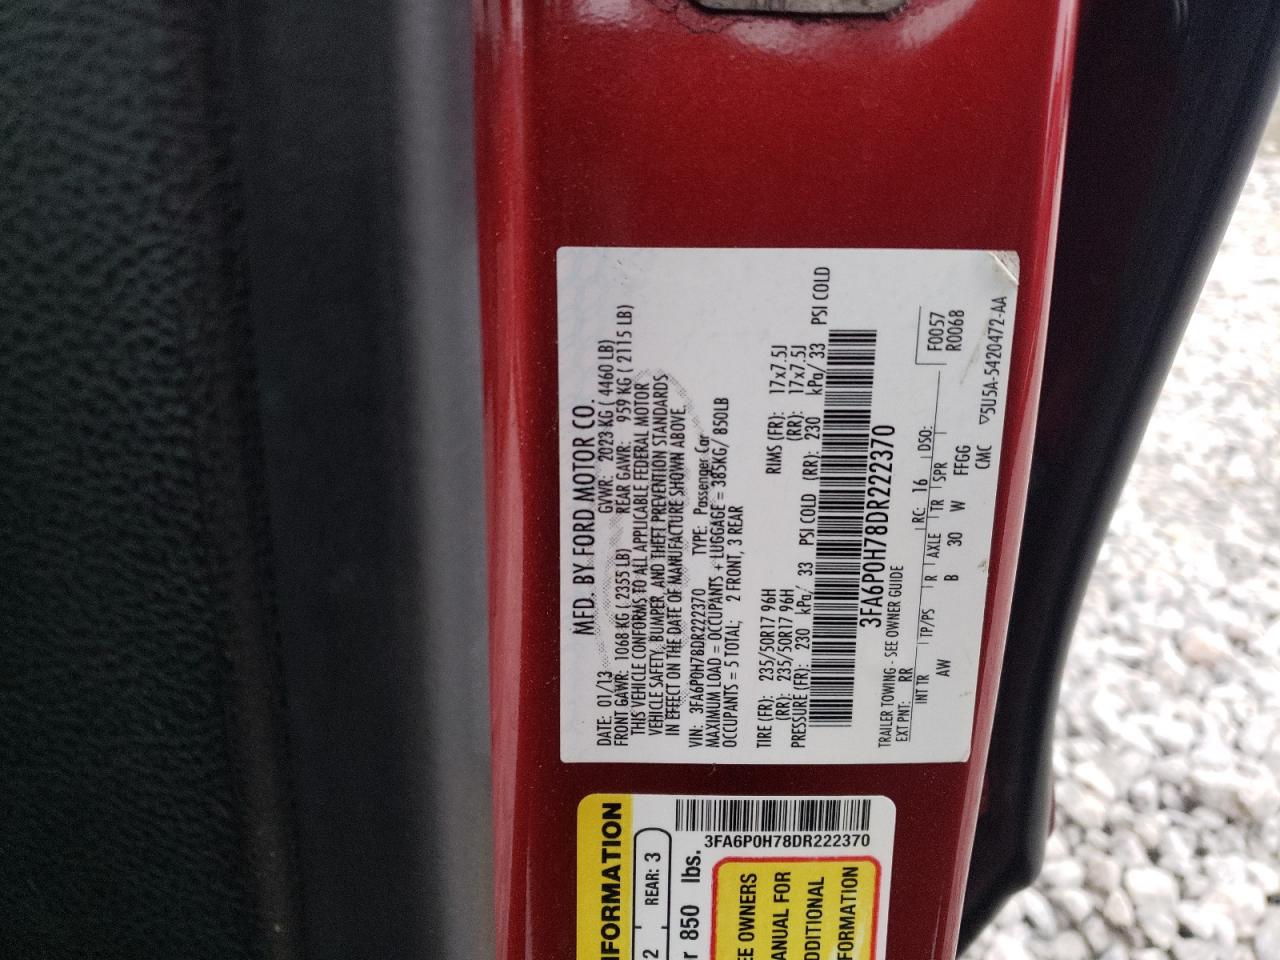 MFD. BY FORD MOTOR CO.
DATE: 01/13 GVWR: 2023 KG ( 4460 LB)
FRONT GAWR: 1068 KG ( 2355 LB) REAR GAWR: 959 KG ( 2115 LB)
THIS VEHICLE CONFORMS TO ALL APPLICABLE FEDERAL MOTOR
VEHICLE SAFETY, BUMPER, AND THEFT PREVENTION STANDARDS
IN EFFECT ON THE DATE OF MANUFACTURE SHOWN ABOVE.
VIN: 3FA6P0H78DR222370 TYPE: Passenger Car
MAXIMUM LOAD = OCCUPANTS + LUGGAGE = 385KG/ 850LB
OCCUPANTS = 5 TOTAL; 2 FRONT, 3 REAR
TIRE (FR): 235/50R17 96H RIMS (FR): 17x7.5J
(RR): 235/50R17 96H (RR): 17x7.5J
PRESSURE (FR): 230 kPa/ 33 PSI COLD (RR): 230 kPa/ 33 PSI COLD
3FA6P0H78DR222370
TRAILER TOWING - SEE OWNER GUIDE
EXT PNT: RR RC: 16 DSO: F0057
R0068
INT TR TP/PS R AXLE TR SPR
AW B 30 W FFGG
CMC ▽5U5A-5420472-AA
3FA6P0H78DR222370
NFORMATION
2 REAR: 3
r 850 lbs.
EE OWNERS
ANUAL FOR
DDITIONAL
FORMATION